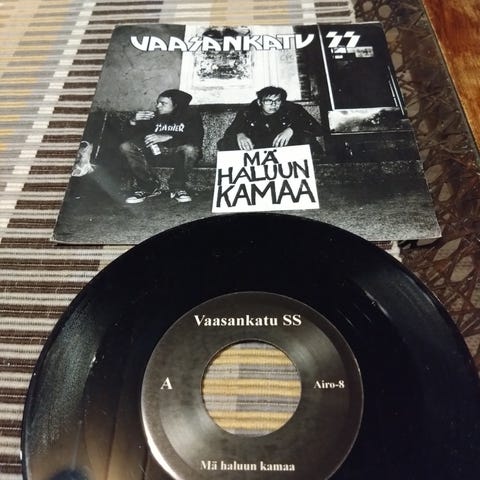 VAASANKATU SS
MÄ
HALUUN
KAMAA
Vaasankatu SS
A
Airo-8
Mä haluun kamaa